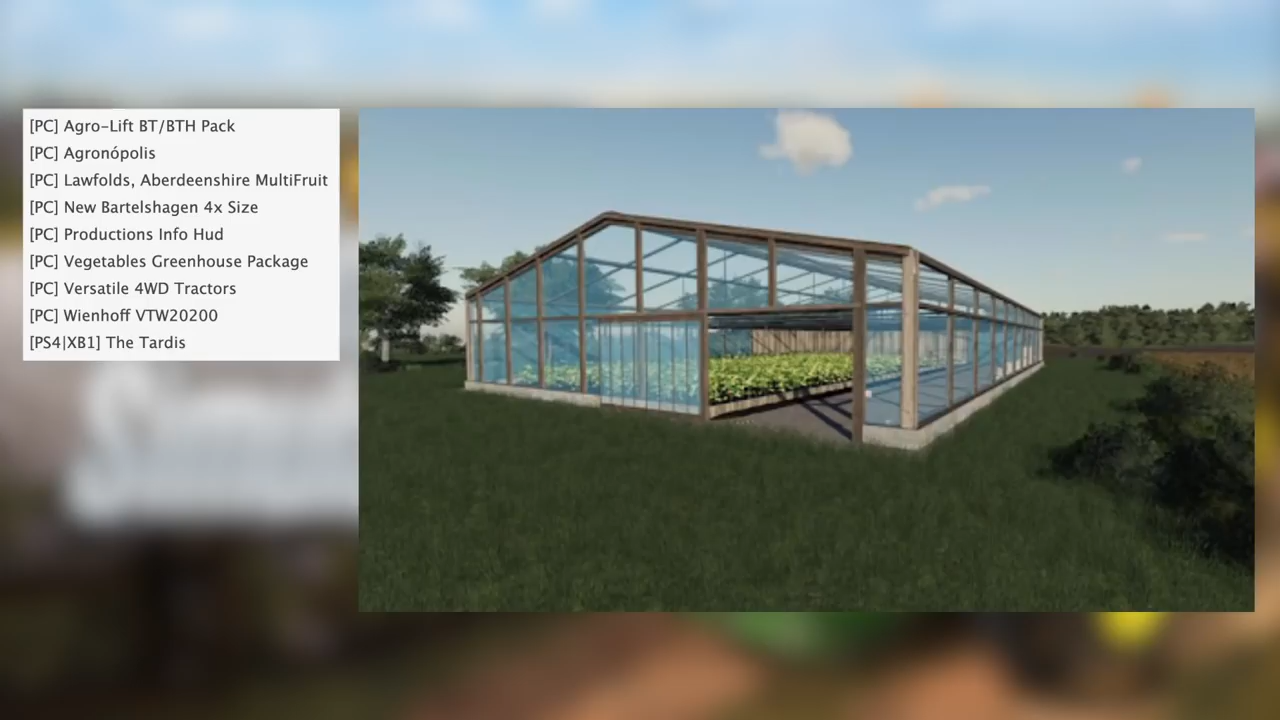 [PC] Agro-Lift BT/BTH Pack
[PC] Agronópolis
[PC] Lawfolds, Aberdeenshire MultiFruit
[PC] New Bartelshagen 4x Size
[PC] Productions Info Hud
[PC] Vegetables Greenhouse Package
[PC] Versatile 4WD Tractors
[PC] Wienhoff VTW20200
[PS4|XB1] The Tardis